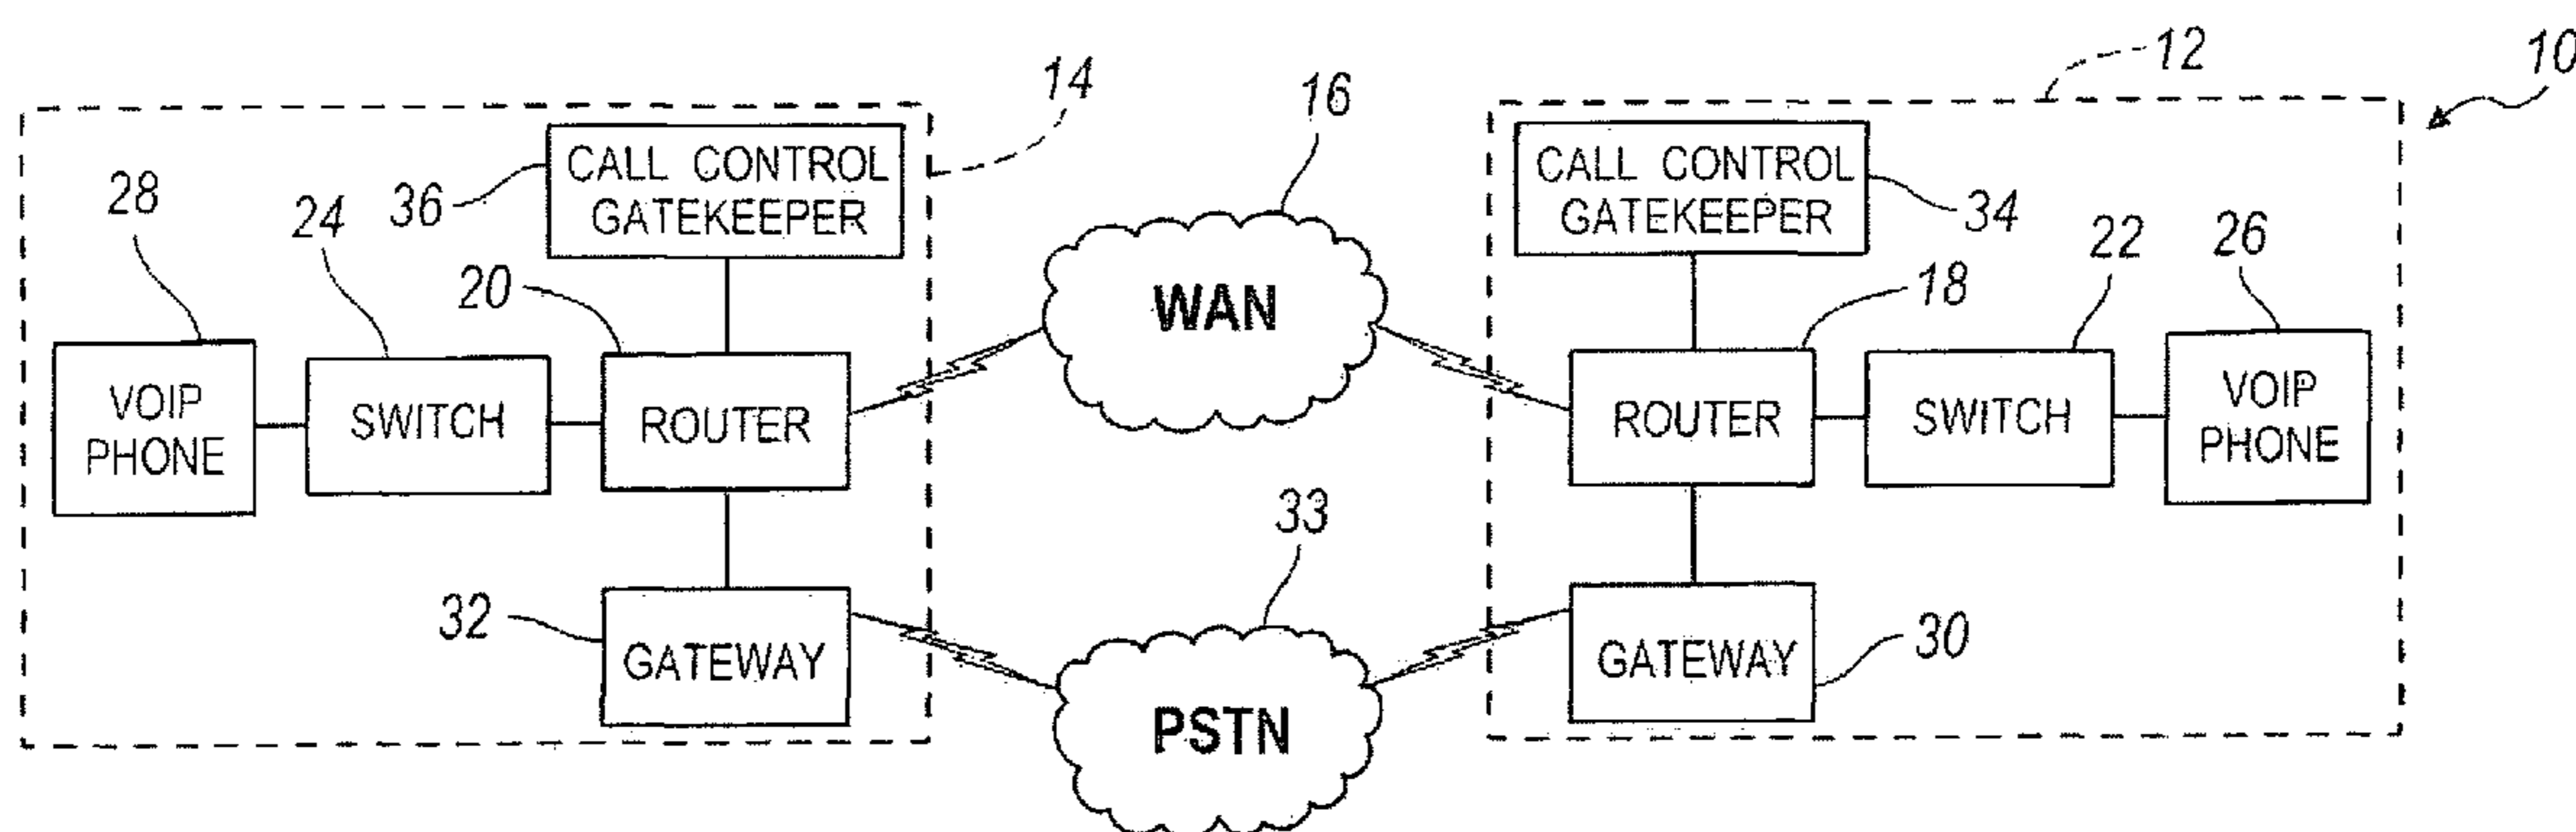 10
12
14
16
CALL CONTROL
GATEKEEPER
36
28
24
20
VOIP
PHONE
SWITCH
ROUTER
32
GATEWAY
WAN
33
PSTN
CALL CONTROL
GATEKEEPER
34
18
22
26
ROUTER
SWITCH
VOIP
PHONE
GATEWAY
30